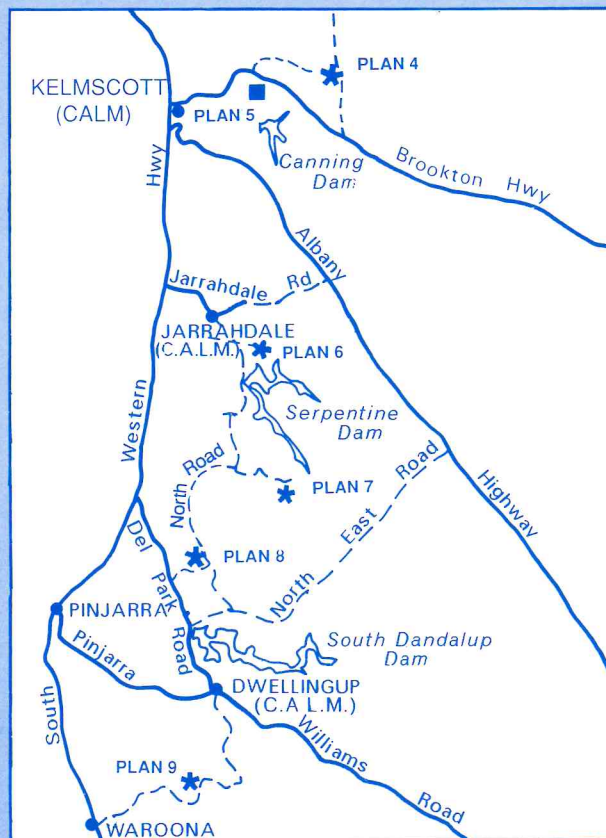 PLAN 4
KELMSCOTT
(CALM)
PLAN 5
Canning
Dam
Brookton Hwy
Hwy
Albany
Jarrahdale Rd
JARRAHDALE
(C.A.L.M.)
PLAN 6
Serpentine
Dam
Western
North Road
PLAN 7
North East Road
Highway
Del Park Road
PLAN 8
PINJARRA
Pinjarra
South Dandalup
Dam
DWELLINGUP
(C.A L.M.)
South
Williams Road
PLAN 9
WAROONA